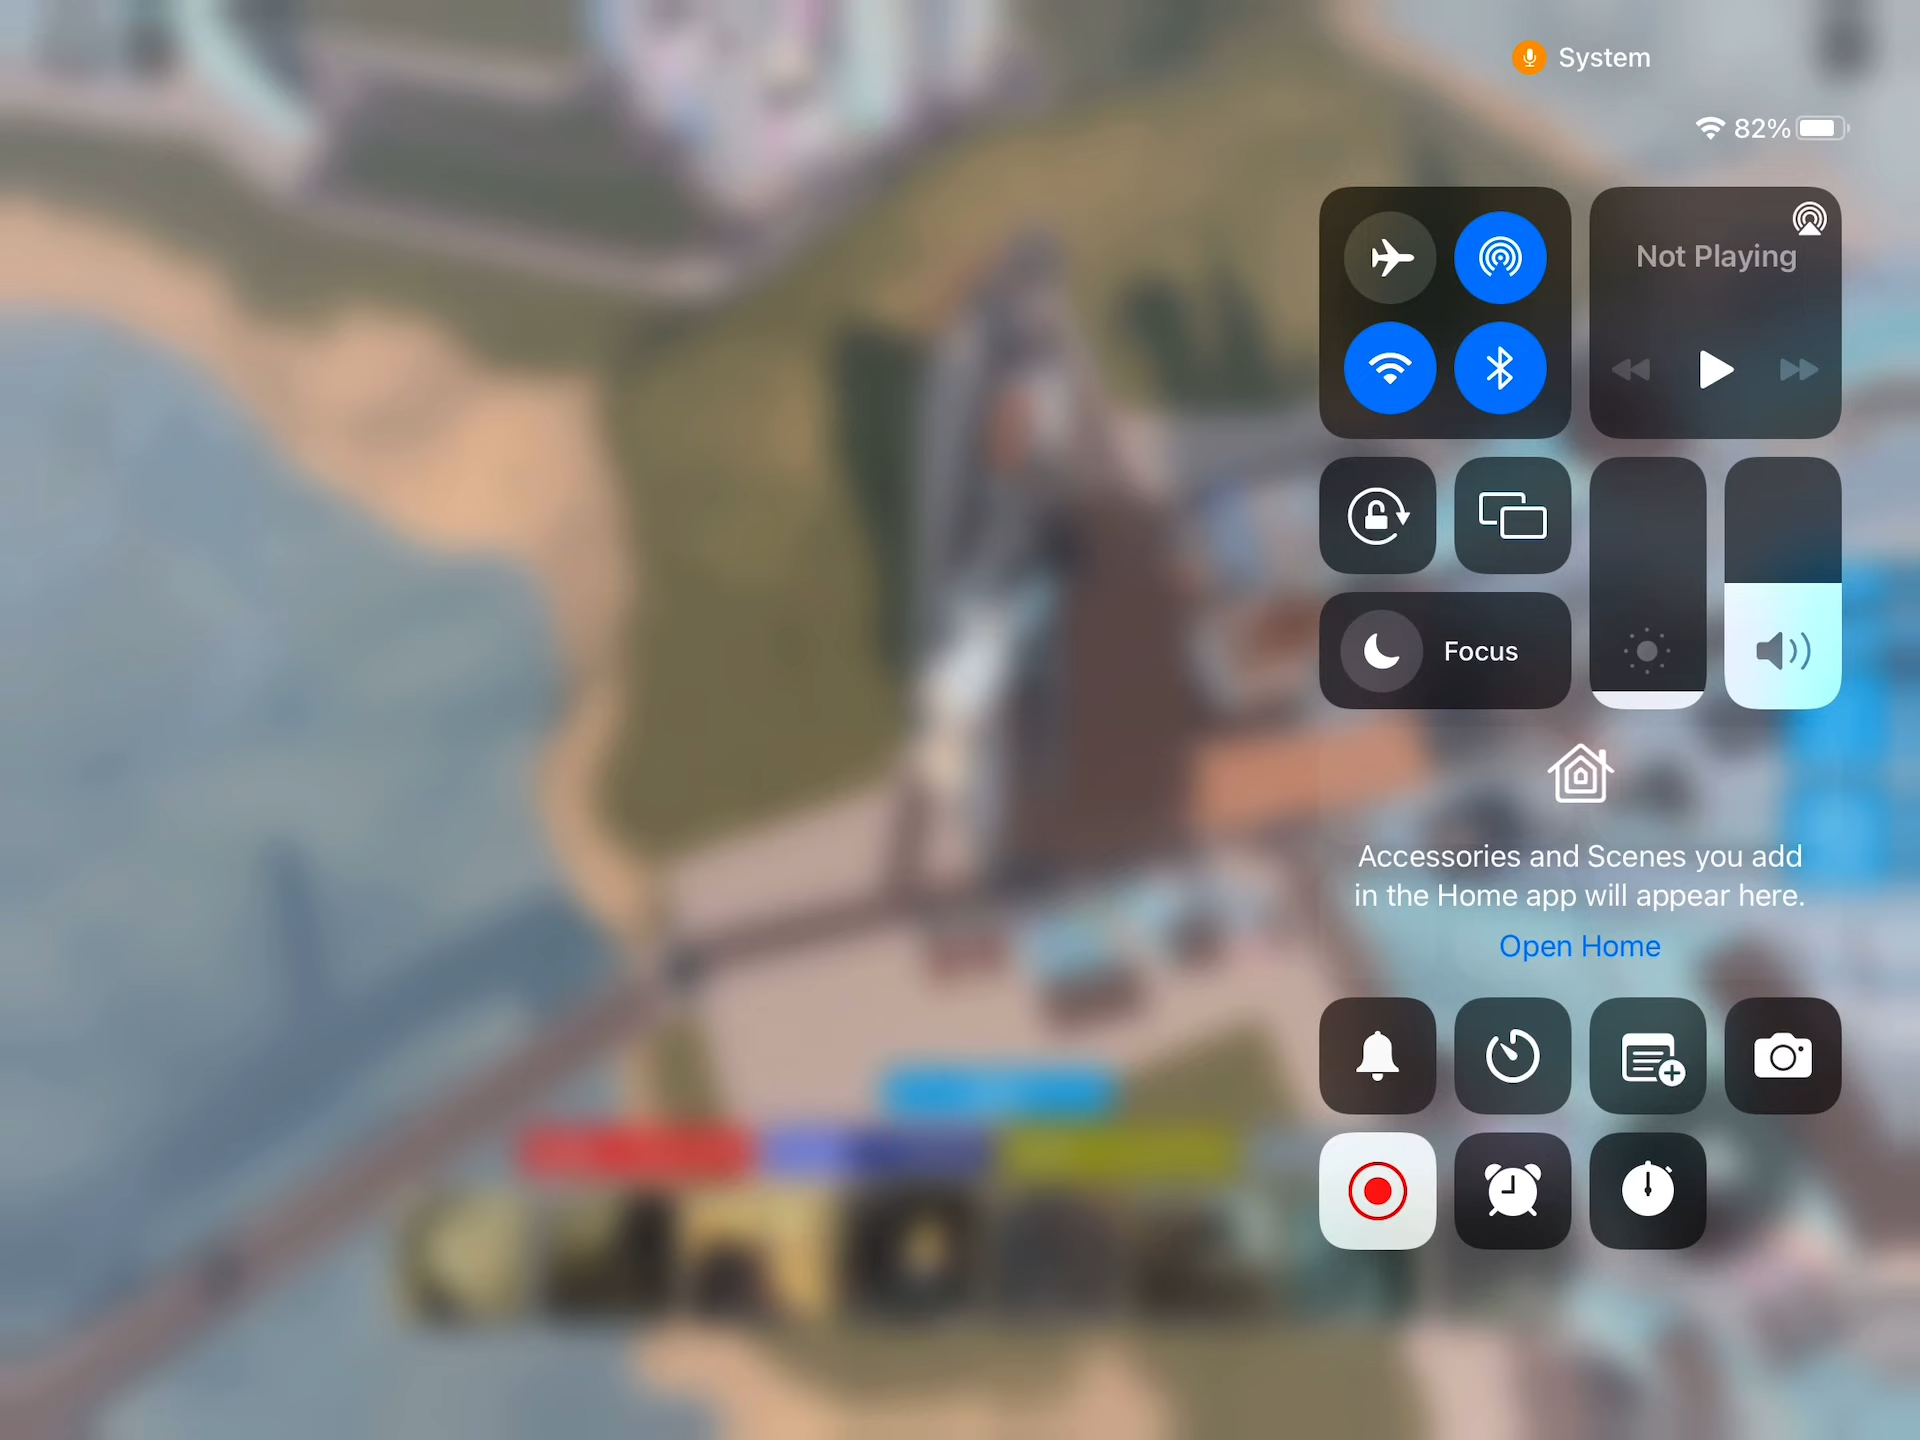 System
82%
Not Playing
Focus
Accessories and Scenes you add
in the Home app will appear here.
Open Home